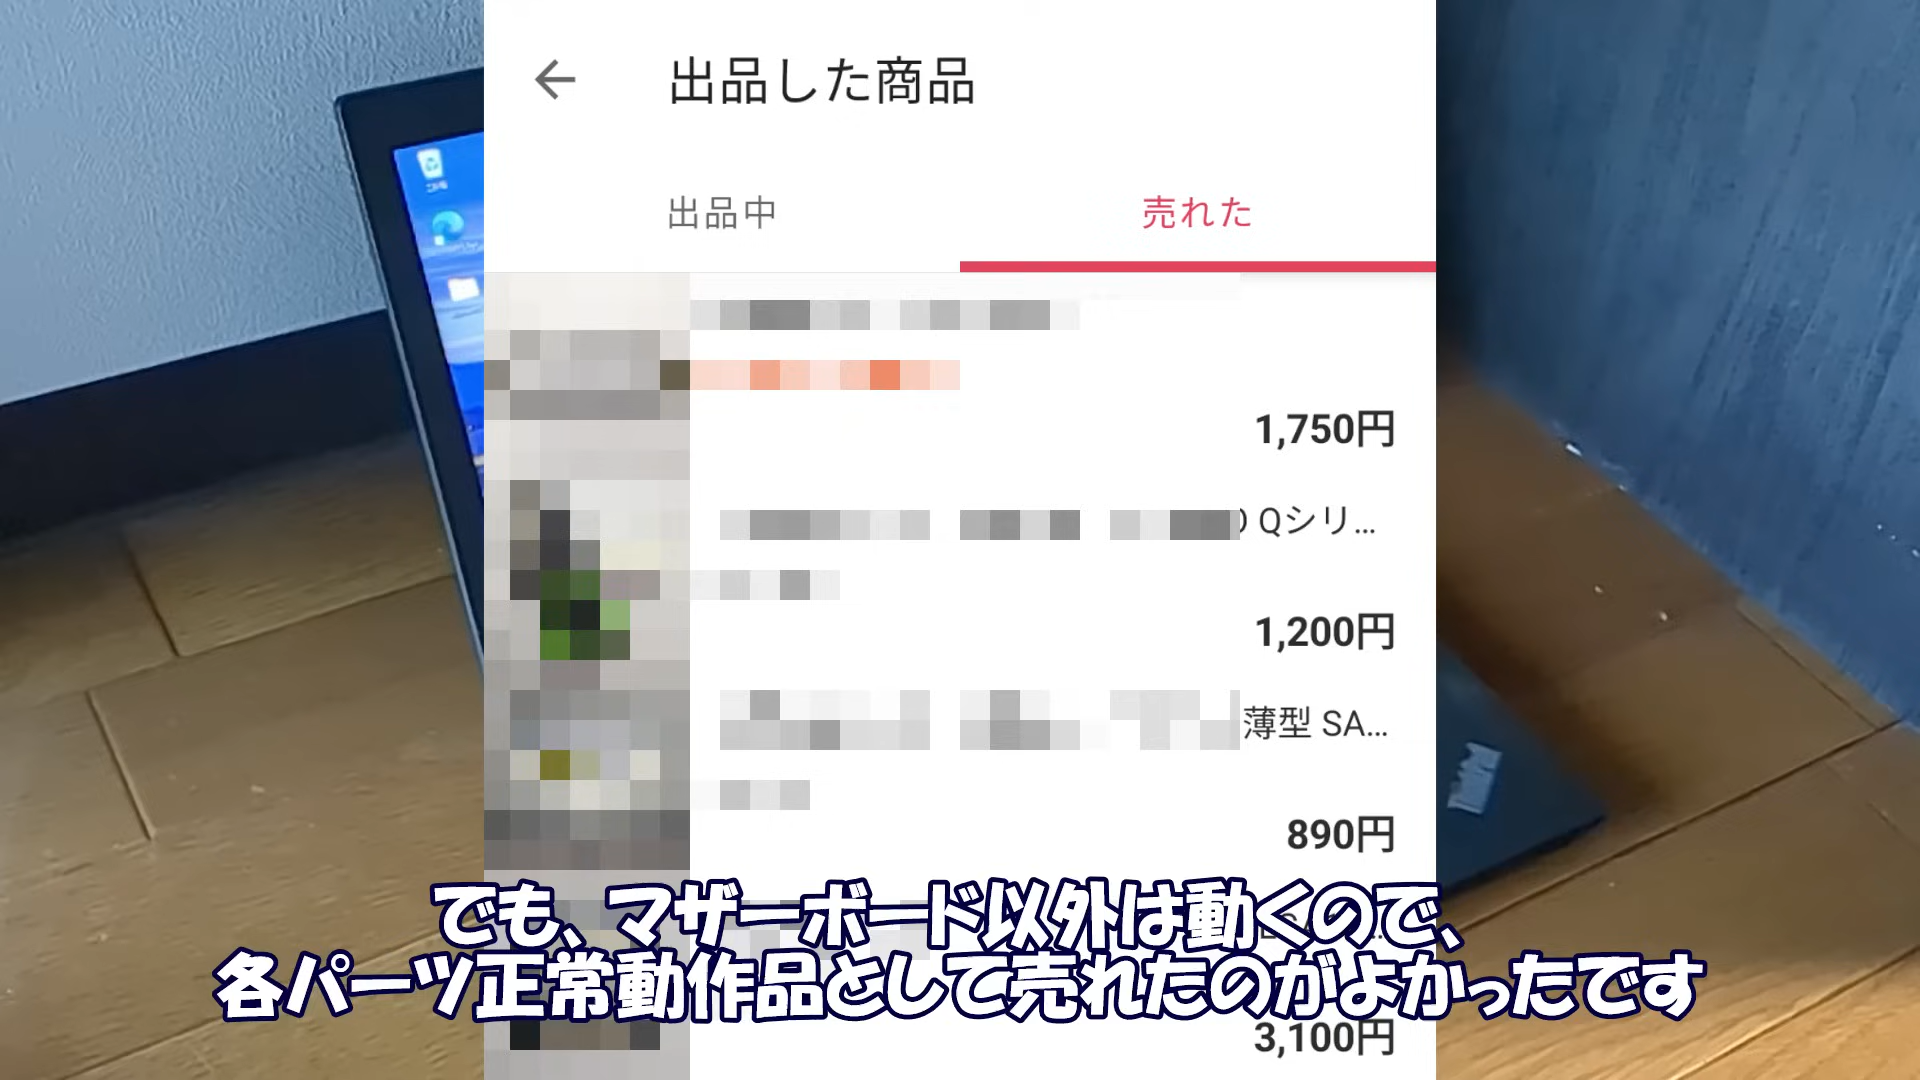 出品した商品
出品中
売れた
1,750円
Qシリ...
1,200円
薄型 SA...
890円
でも、マザーボード以外は動くので、
各パーツ正常動作品として売れたのがよかったです
3,100円